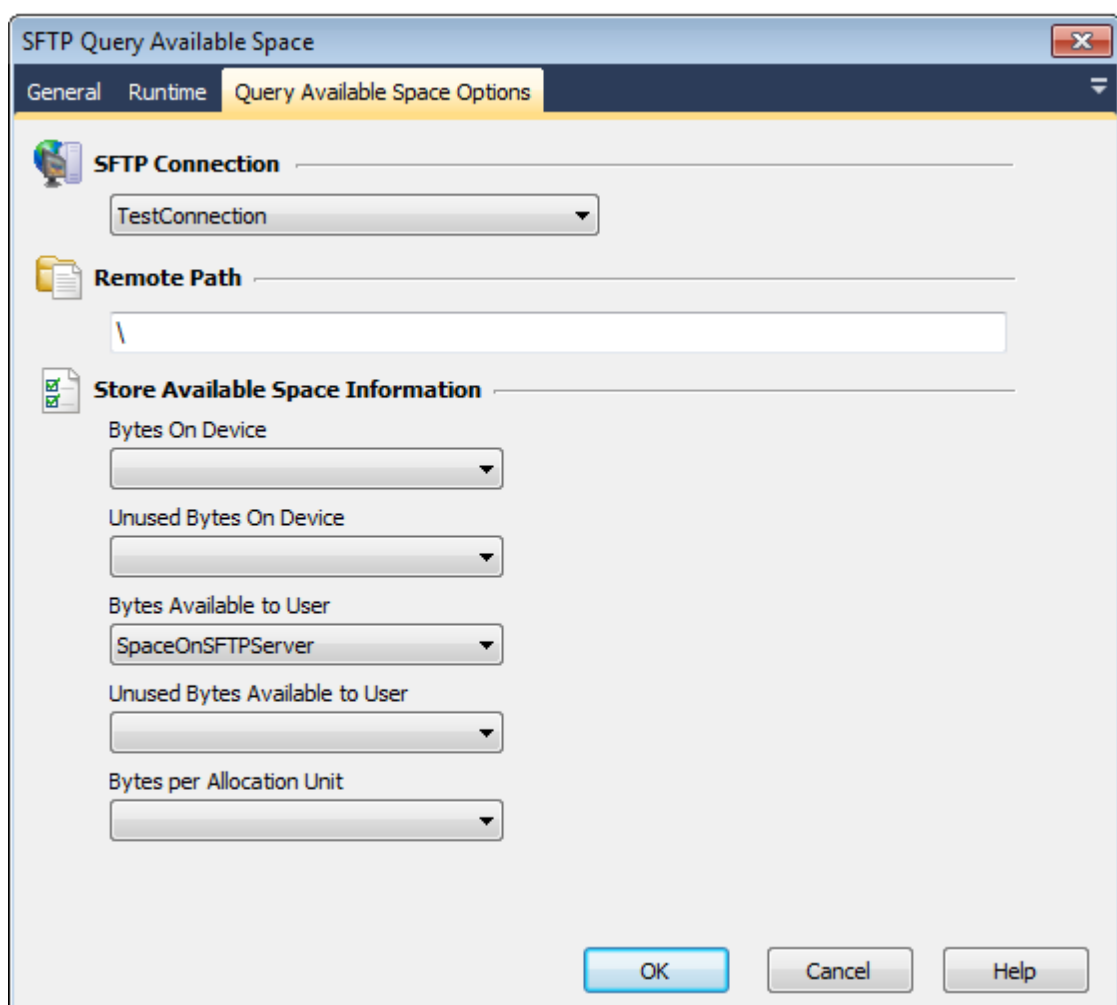 SFTP Query Available Space
General Runtime Query Available Space Options
SFTP Connection
TestConnection
Remote Path
\
Store Available Space Information
Bytes On Device
Unused Bytes On Device
Bytes Available to User
SpaceOnSFTPServer
Unused Bytes Available to User
Bytes per Allocation Unit
OK Cancel Help